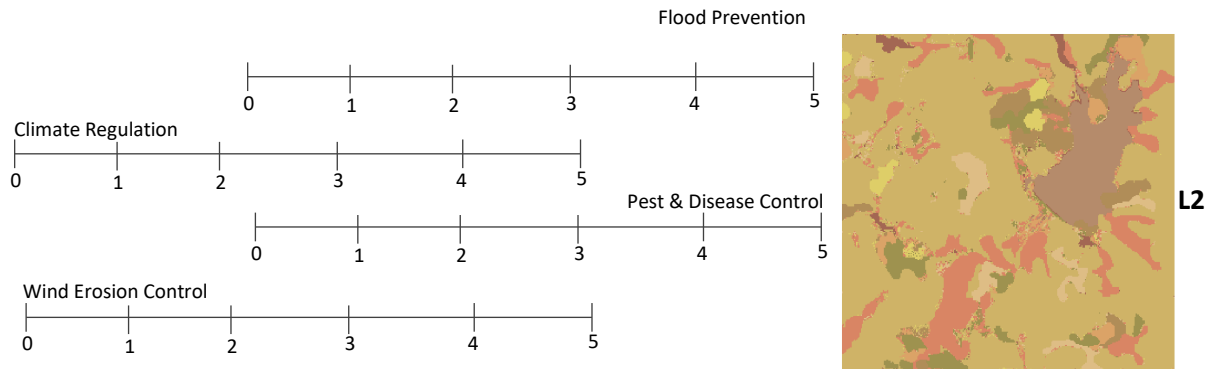 Flood Prevention
0 1 2 3 4 5
Climate Regulation
0 1 2 3 4 5
Pest & Disease Control
0 1 2 3 4 5
L2
Wind Erosion Control
0 1 2 3 4 5